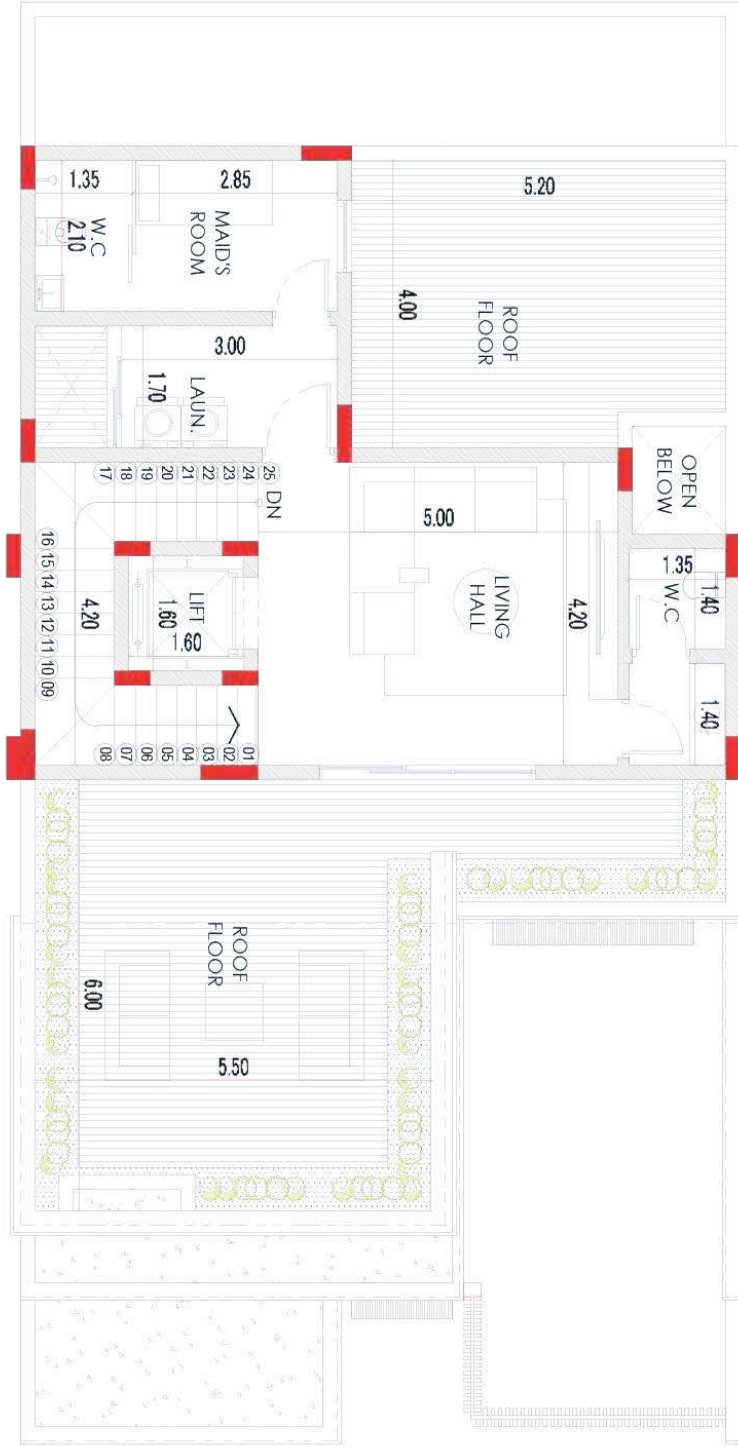 1.35
2.85
5.20
W.C
2.10
MAID'S
ROOM
4.00
ROOF
FLOOR
3.00
1.70
LAUN.
OPEN
BELOW
17
18
19
20
21
22
23
24
25
DN
5.00
1.35
1.40
W.C
16 15 14 13 12 11 10 09
4.20
LIFT
1.60
1.60
LIVING
HALL
4.20
1.40
08
07
06
05
04
03
02
01
ROOF
FLOOR
6.00
5.50